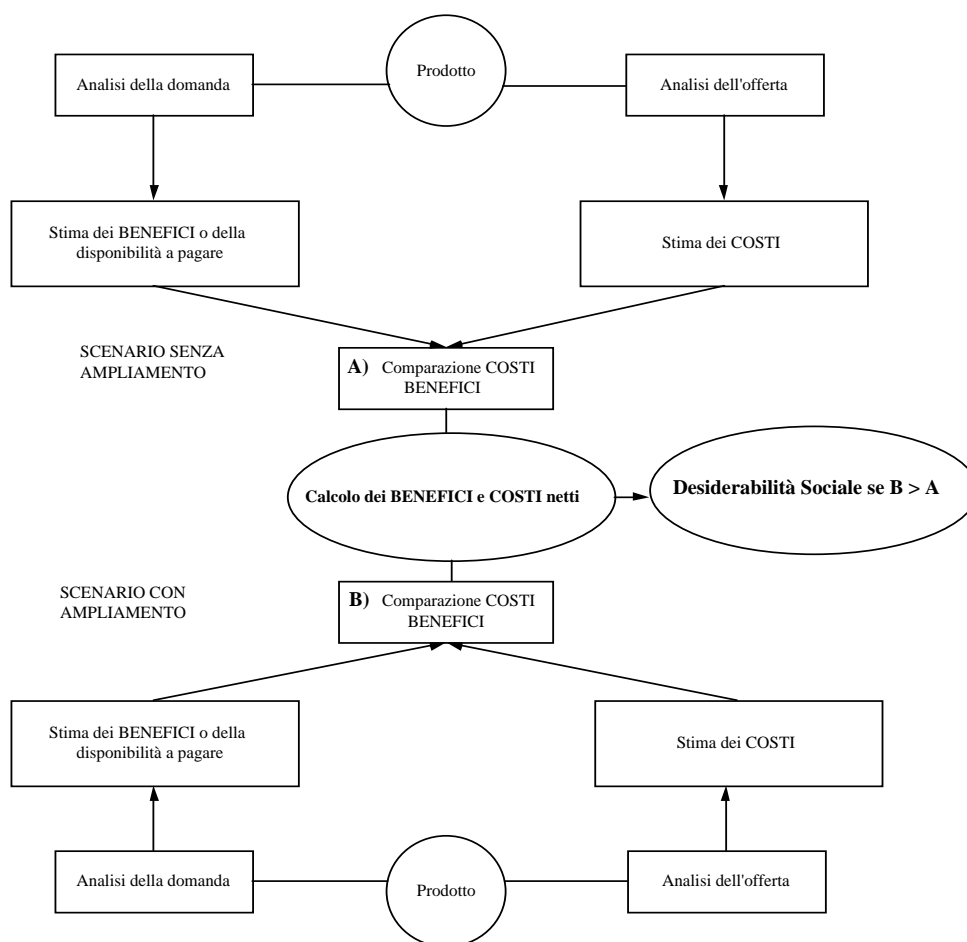 Analisi della domanda
Prodotto
Analisi dell'offerta
Stima dei BENEFICI o della
disponibilità a pagare
Stima dei COSTI
SCENARIO SENZA
AMPLIAMENTO
A) Comparazione COSTI
BENEFICI
Calcolo dei BENEFICI e COSTI netti
Desiderabilità Sociale se B > A
SCENARIO CON
AMPLIAMENTO
B) Comparazione COSTI
BENEFICI
Stima dei BENEFICI o della
disponibilità a pagare
Stima dei COSTI
Analisi della domanda
Prodotto
Analisi dell'offerta